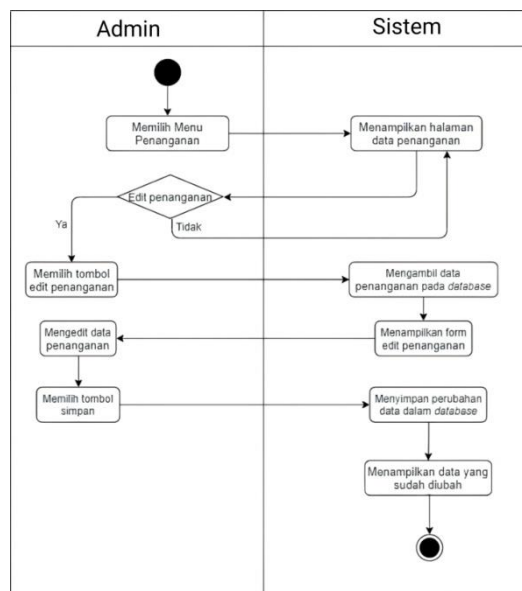 Admin
Sistem
Memilih Menu
Penanganan
Menampilkan halaman
data penanganan
Edit penanganan
Ya
Tidak
Memilih tombol
edit penanganan
Mengambil data
penanganan pada database
Mengedit data
penanganan
Menampilkan form
edit penanganan
Memilih tombol
simpan
Menyimpan perubahan
data dalam database
Menampilkan data yang
sudah diubah